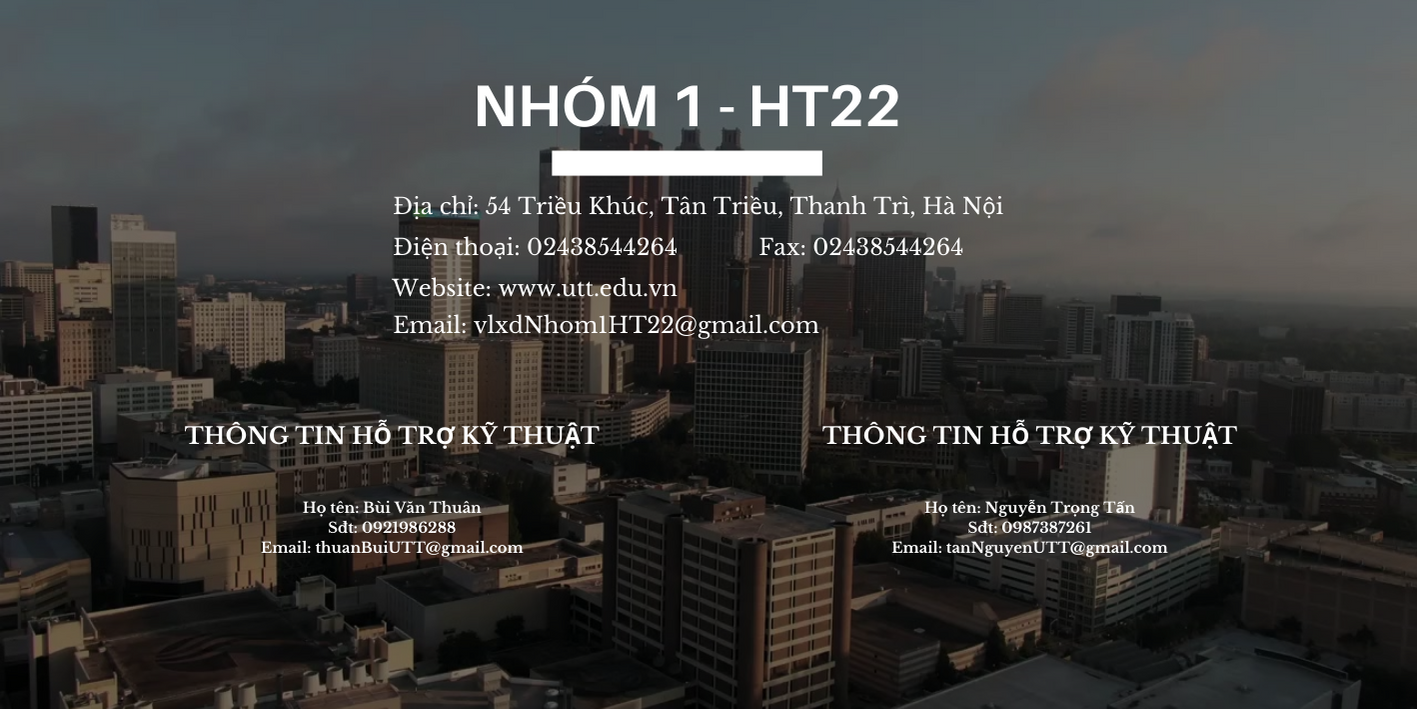 NHÓM 1 - HT22
Địa chỉ: 54 Triều Khúc, Tân Triều, Thanh Trì, Hà Nội
Điện thoại: 02438544264 Fax: 02438544264
Website: www.utt.edu.vn
Email: vlxdNhom1HT22@gmail.com
THÔNG TIN HỖ TRỢ KỸ THUẬT
Họ tên: Bùi Văn Thuân
Sdt: 0921986288
Email: thuanBuiUTT@gmail.com
THÔNG TIN HỖ TRỢ KỸ THUẬT
Họ tên: Nguyễn Trọng Tấn
Sdt: 0987387261
Email: tanNguyenUTT@gmail.com